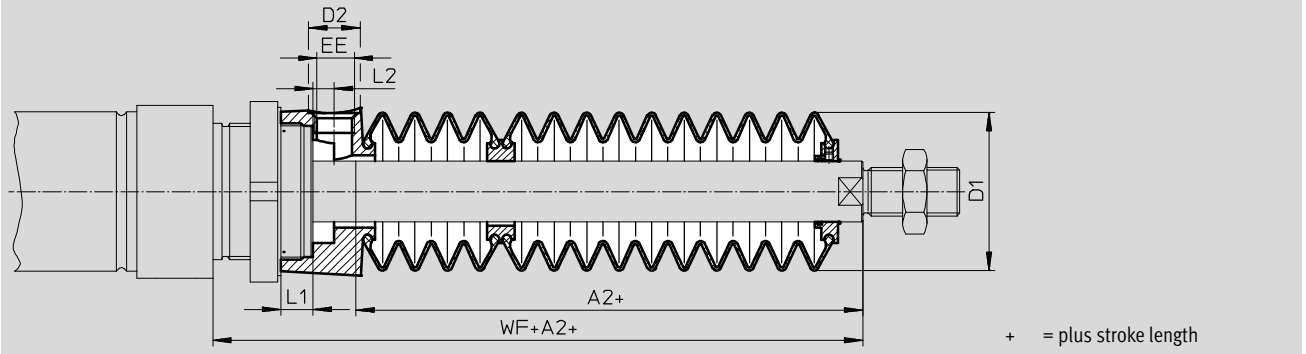 D2
EE
L2
D1
L1
A2+
WF+A2+
+ = plus stroke length